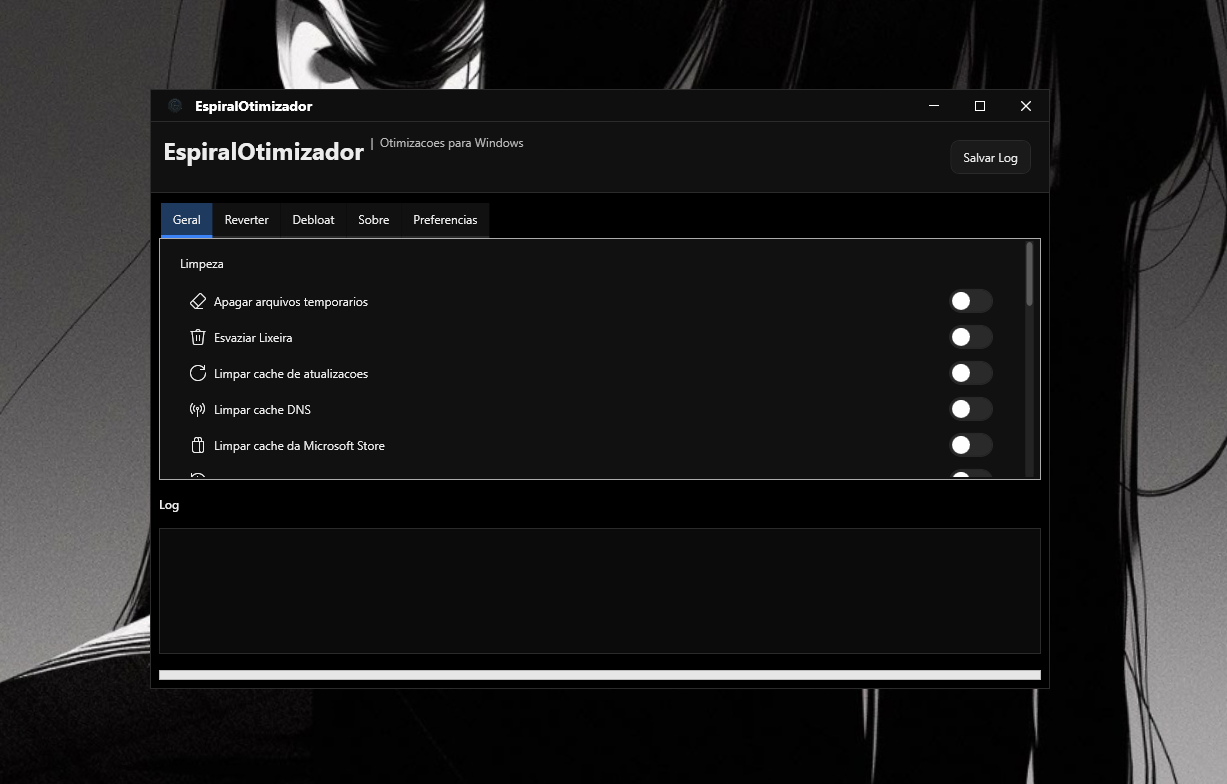 EspiralOtimizador
EspiralOtimizador | Otimizacoes para Windows
Salvar Log
Geral Reverter Debloat Sobre Preferencias
Limpeza
Apagar arquivos temporarios
Esvaziar Lixeira
Limpar cache de atualizacoes
Limpar cache DNS
Limpar cache da Microsoft Store
Log